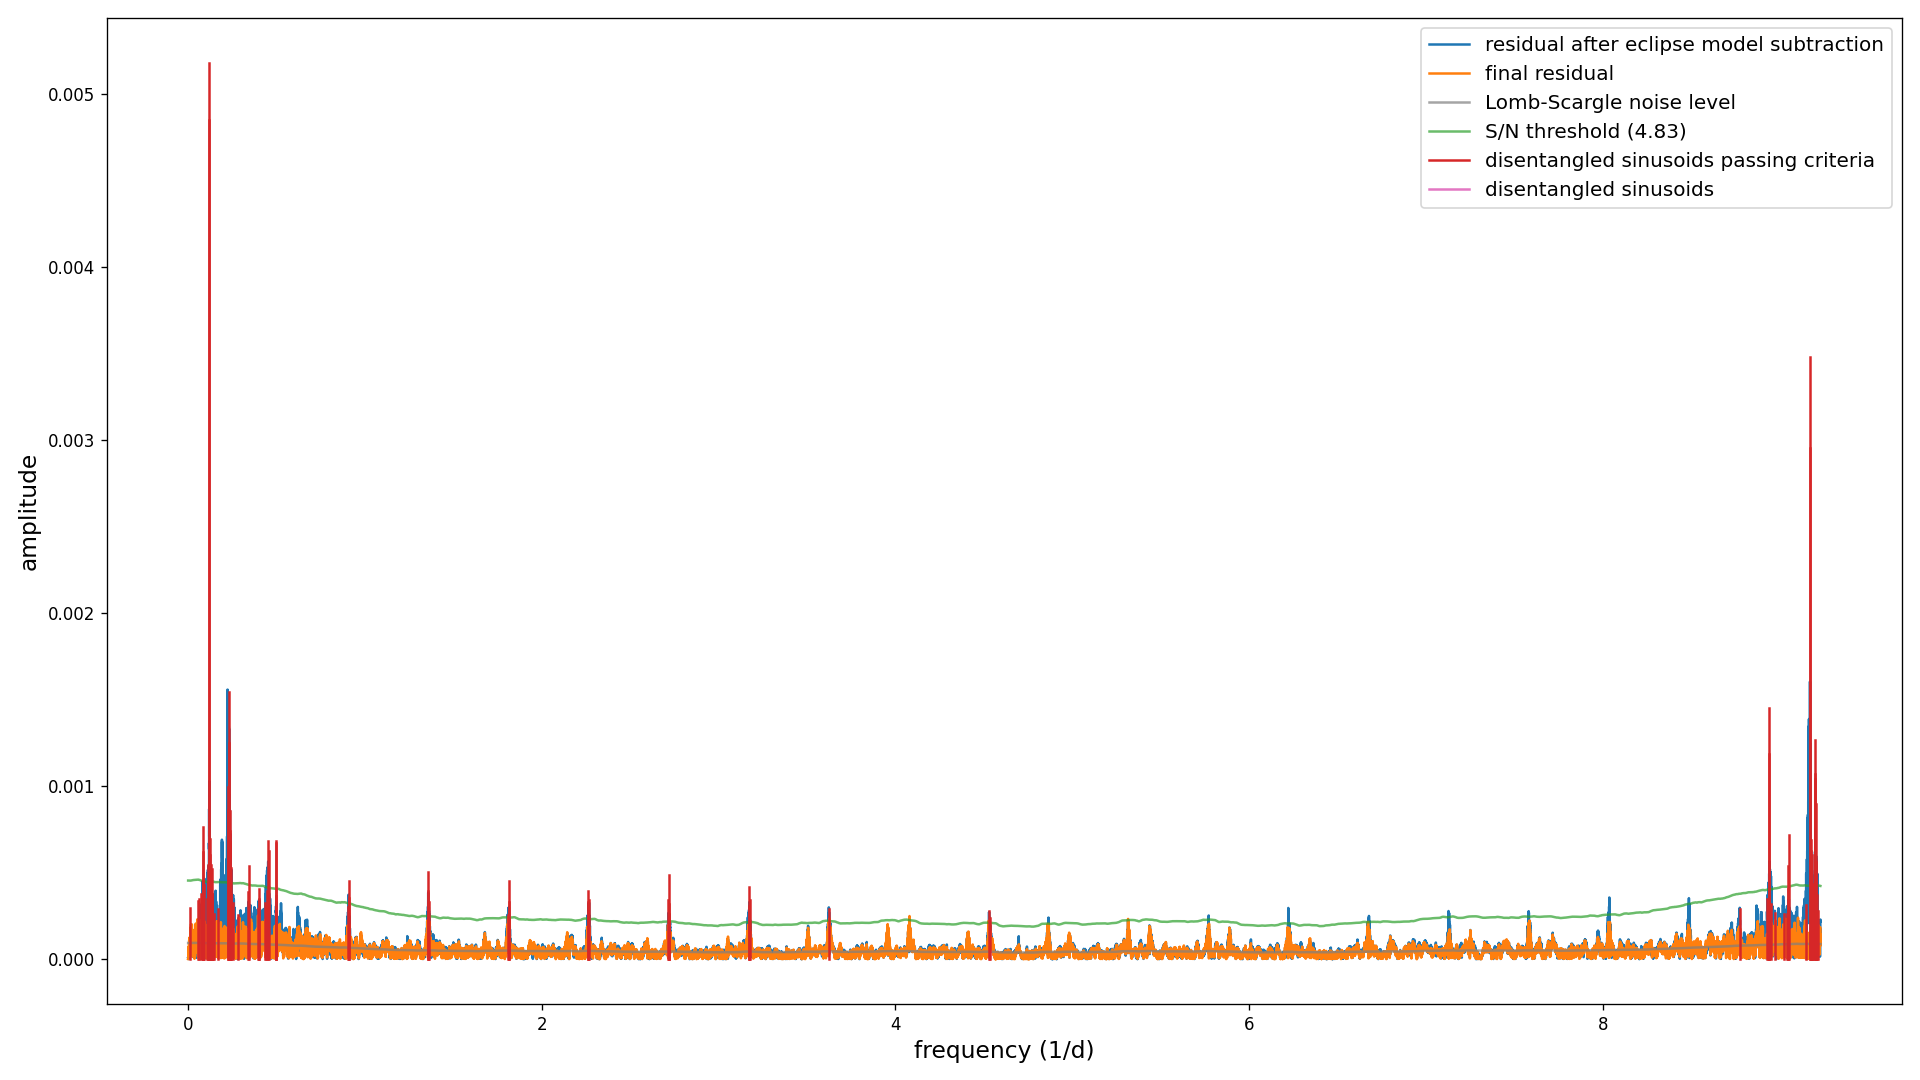 residual after eclipse model subtraction
final residual
Lomb-Scargle noise level
S/N threshold (4.83)
disentangled sinusoids passing criteria
disentangled sinusoids
amplitude
0.005
0.004
0.003
0.002
0.001
0.000
0 2 4 6 8
frequency (1/d)